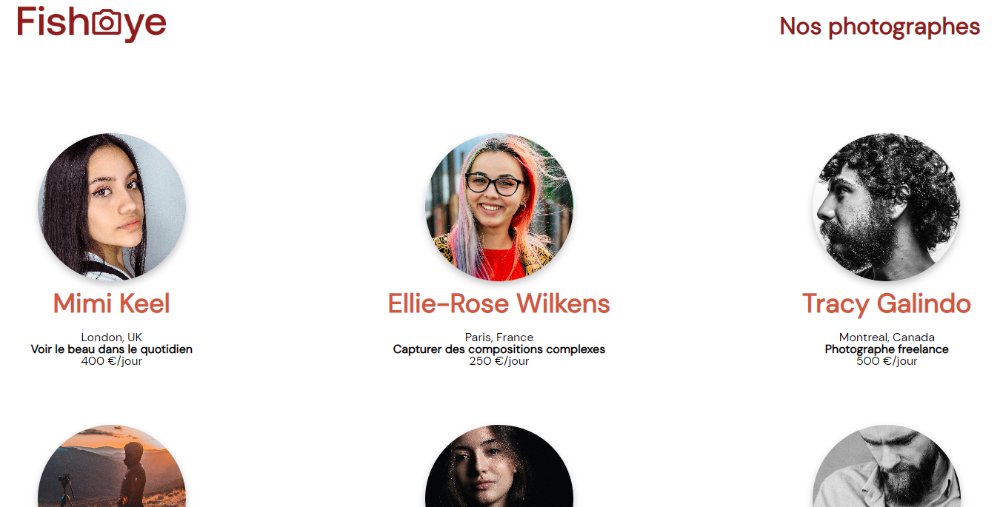 Fisheye
Nos photographes
Mimi Keel
London, UK
Voir le beau dans le quotidien
400 €/jour
Ellie-Rose Wilkens
Paris, France
Capturer des compositions complexes
250 €/jour
Tracy Galindo
Montreal, Canada
Photographe freelance
500 €/jour